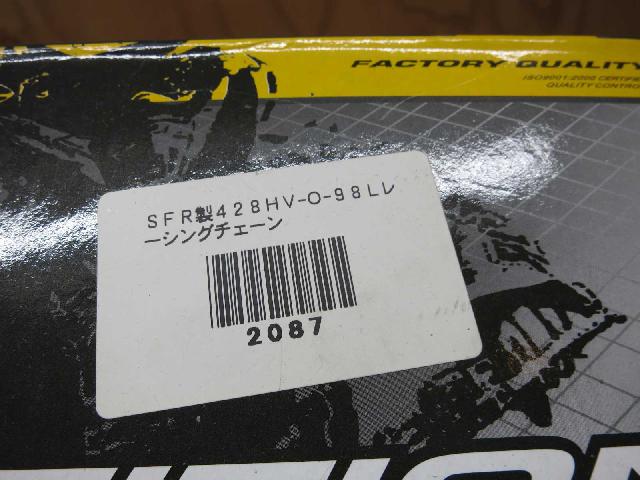 FACTORY QUALITY
ISO9001:2000 CERTIFIE
QUALITY CONTRO
SFR製428HV-O-98Lレ
ーシングチェーン
2087